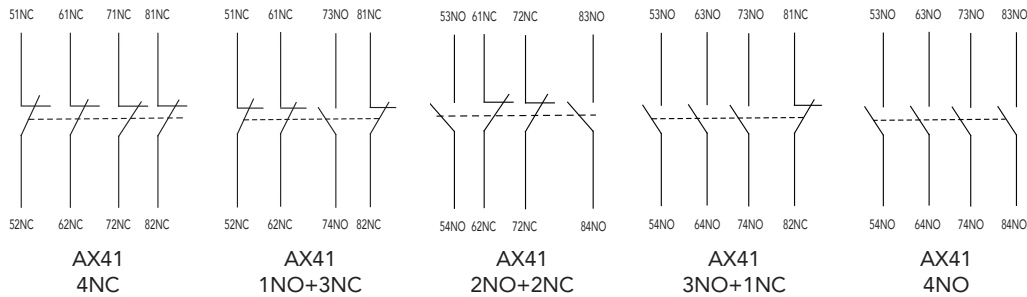 51NC 61NC 71NC 81NC
51NC 61NC 73NO 81NC
53NO 61NC 72NC 83NO
53NO 63NO 73NO 81NC
53NO 63NO 73NO 83NO
52NC 62NC 72NC 82NC
52NC 62NC 74NO 82NC
54NO 62NC 72NC 84NO
54NO 64NO 74NO 82NC
54NO 64NO 74NO 84NO
AX41
4NC
AX41
1NO+3NC
AX41
2NO+2NC
AX41
3NO+1NC
AX41
4NO